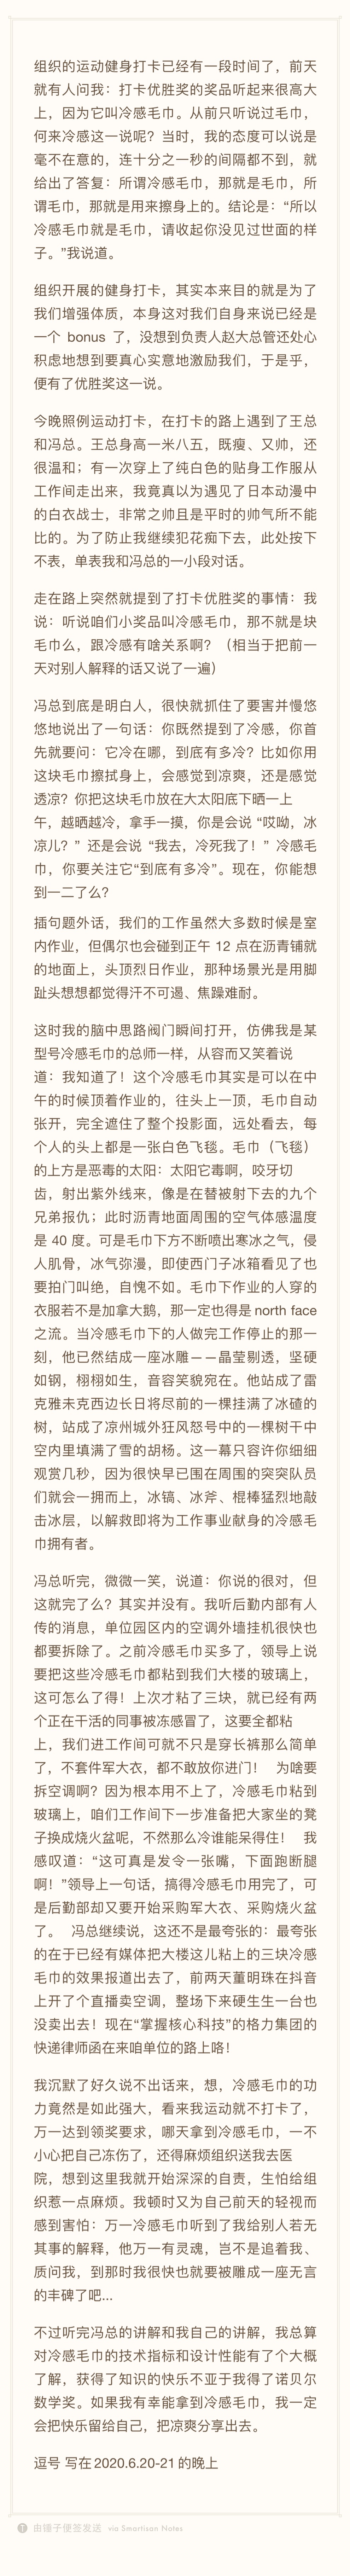 组织的运动健身打卡已经有一段时间了，前天
就有人问我：打卡优胜奖的奖品听起来很高大
上，因为它叫冷感毛巾。从前只听说过毛巾，
何来冷感这一说呢？当时，我的态度可以说是
毫不在意的，连十分之一秒的间隔都不到，就
给出了答复：所谓冷感毛巾，那就是毛巾，所
谓毛巾，那就是用来擦身上的。结论是：“所以
冷感毛巾就是毛巾，请收起你没见过世面的样
子。”我说道。
组织开展的健身打卡，其实本来目的就是为了
我们增强体质，本身这对我们自身来说已经是
一个 bonus 了，没想到负责人赵大总管还处心
积虑地想到要真心实意地激励我们，于是乎，
便有了优胜奖这一说。
今晚照例运动打卡，在打卡的路上遇到了王总
和冯总。王总身高一米八五，既瘦、又帅，还
很温和；有一次穿上了纯白色的贴身工作服从
工作间走出来，我竟真以为遇见了日本动漫中
的白衣战士，非常之帅且是平时的帅气所不能
比的。为了防止我继续犯花痴下去，此处按下
不表，单表我和冯总的一小段对话。
走在路上突然就提到了打卡优胜奖的事情：我
说：听说咱们小奖品叫冷感毛巾，那不就是块
毛巾么，跟冷感有啥关系啊？（相当于把前一
天对别人解释的话又说了一遍）
冯总到底是明白人，很快就抓住了要害并慢悠
悠地说出了一句话：你既然提到了冷感，你首
先就要问：它冷在哪，到底有多冷？比如你用
这块毛巾擦拭身上，会感觉到凉爽，还是感觉
透凉？你把这块毛巾放在大太阳底下晒一上
午，越晒越冷，拿手一摸，你是会说 “哎呦，冰
凉儿？” 还是会说 “我去，冷死我了！” 冷感毛
巾，你要关注它“到底有多冷”。现在，你能想
到一二了么？
插句题外话，我们的工作虽然大多数时候是室
内作业，但偶尔也会碰到正午 12 点在沥青铺就
的地面上，头顶烈日作业，那种场景光是用脚
趾头想想都觉得汗不可遏、焦躁难耐。
这时我的脑中思路阀门瞬间打开，仿佛我是某
型号冷感毛巾的总师一样，从容而又笑着说
道：我知道了！这个冷感毛巾其实是可以在中
午的时候顶着作业的，往头上一顶，毛巾自动
张开，完全遮住了整个投影面，远处看去，每
个人的头上都是一张白色飞毯。毛巾（飞毯）
的上方是恶毒的太阳：太阳它毒啊，咬牙切
齿，射出紫外线来，像是在替被射下去的九个
兄弟报仇；此时沥青地面周围的空气体感温度
是 40 度。可是毛巾下方不断喷出寒冰之气，侵
人肌骨，冰气弥漫，即使西门子冰箱看见了也
要拍门叫绝，自愧不如。毛巾下作业的人穿的
衣服若不是加拿大鹅，那一定也得是 north face
之流。当冷感毛巾下的人做完工作停止的那一
刻，他已然结成一座冰雕——晶莹剔透，坚硬
如钢，栩栩如生，音容笑貌宛在。他站成了雷
克雅未克西边长日将尽前的一棵挂满了冰碴的
树，站成了凉州城外狂风怒号中的一棵树干中
空内里填满了雪的胡杨。这一幕只容许你细细
观赏几秒，因为很快早已围在周围的突突队员
们就会一拥而上，冰镐、冰斧、棍棒猛烈地敲
击冰层，以解救即将为工作事业献身的冷感毛
巾拥有者。
冯总听完，微微一笑，说道：你说的很对，但
这就完了么？其实并没有。我听后勤内部有人
传的消息，单位园区内的空调外墙挂机很快也
都要拆除了。之前冷感毛巾买多了，领导上说
要把这些冷感毛巾都粘到我们大楼的玻璃上，
这可怎么了得！上次才粘了三块，就已经有两
个正在干活的同事被冻感冒了，这要全都粘
上，我们进工作间可就不只是穿长裤那么简单
了，不套件军大衣，都不敢放你进门！ 为啥要
拆空调啊？因为根本用不上了，冷感毛巾粘到
玻璃上，咱们工作间下一步准备把大家坐的凳
子换成烧火盆呢，不然那么冷谁能呆得住！ 我
感叹道：“这可真是发令一张嘴，下面跑断腿
啊！”领导上一句话，搞得冷感毛巾用完了，可
是后勤部却又要开始采购军大衣、采购烧火盆
了。 冯总继续说，这还不是最夸张的：最夸张
的在于已经有媒体把大楼这儿粘上的三块冷感
毛巾的效果报道出去了，前两天董明珠在抖音
上开了个直播卖空调，整场下来硬生生一台也
没卖出去！现在“掌握核心科技”的格力集团的
快递律师函在来咱单位的路上咯！
我沉默了好久说不出话来，想，冷感毛巾的功
力竟然是如此强大，看来我运动就不打卡了，
万一达到领奖要求，哪天拿到冷感毛巾，一不
小心把自己冻伤了，还得麻烦组织送我去医
院，想到这里我就开始深深的自责，生怕给组
织惹一点麻烦。我顿时又为自己前天的轻视而
感到害怕：万一冷感毛巾听到了我给别人若无
其事的解释，他万一有灵魂，岂不是追着我、
质问我，到那时我很快也就要被雕成一座无言
的丰碑了吧...
不过听完冯总的讲解和我自己的讲解，我总算
对冷感毛巾的技术指标和设计性能有了个大概
了解，获得了知识的快乐不亚于我得了诺贝尔
数学奖。如果我有幸能拿到冷感毛巾，我一定
会把快乐留给自己，把凉爽分享出去。
逗号 写在 2020.6.20-21 的晚上
由锤子便签发送 via Smartisan Notes